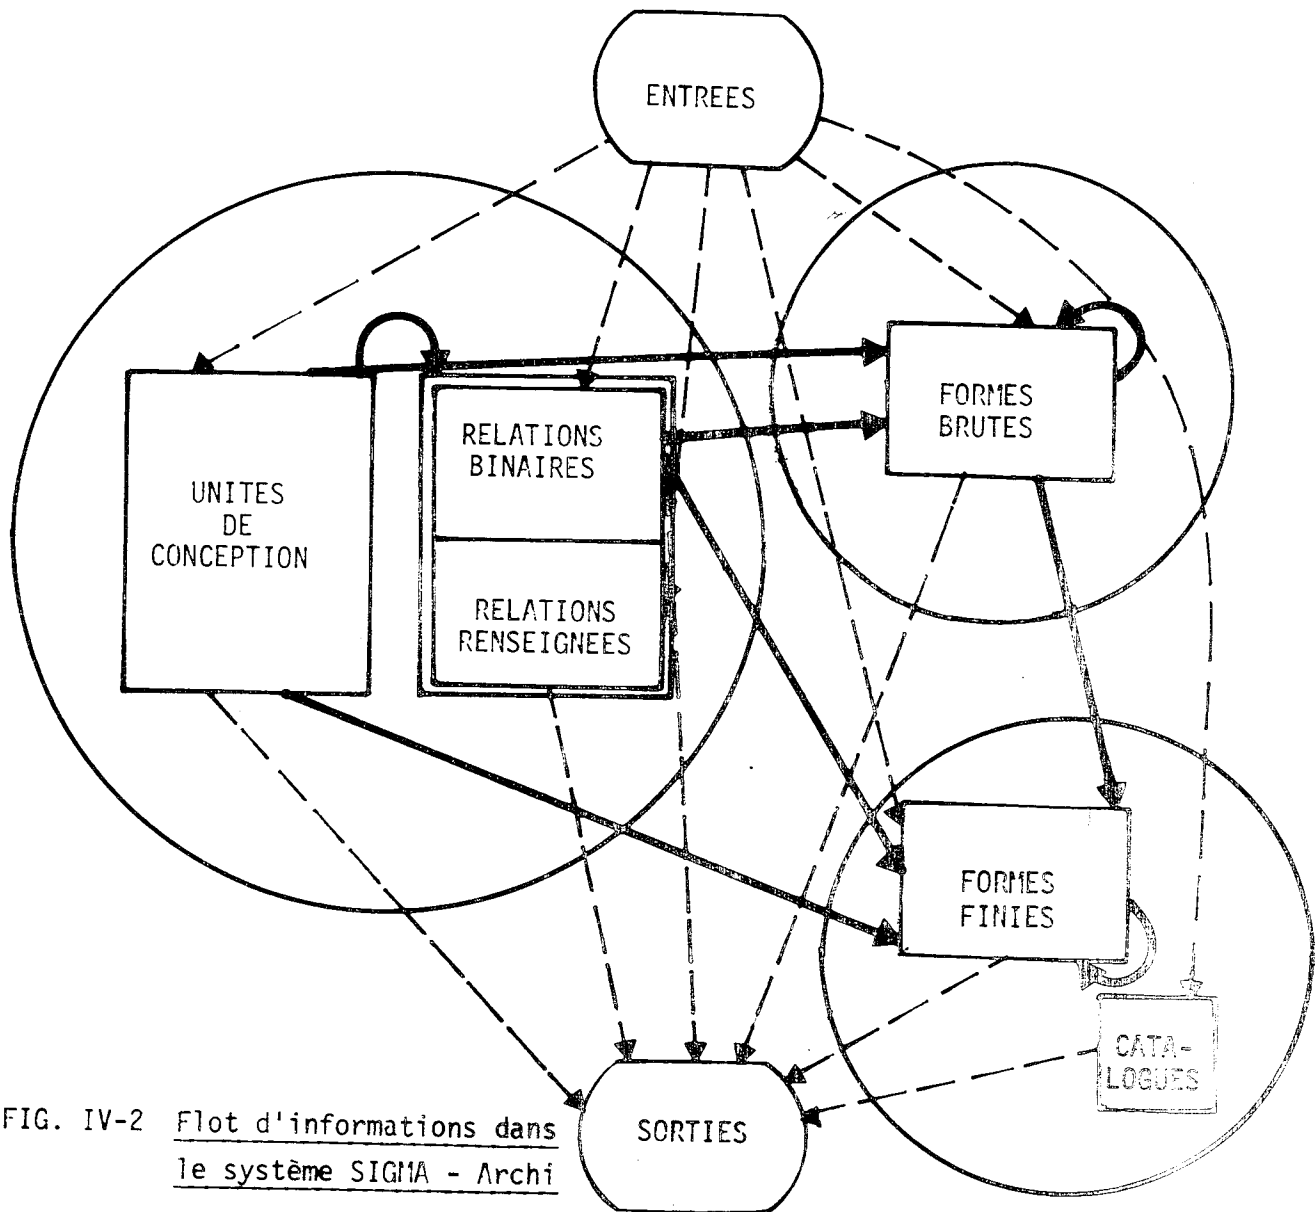 ENTREES
FORMES
BRUTES
RELATIONS
BINAIRES
UNITES
DE
CONCEPTION
RELATIONS
RENSEIGNEES
FORMES
FINIES
CATA-
LOGUES
SORTIES
FIG. IV-2 Flot d'informations dans
le système SIGMA - Archi